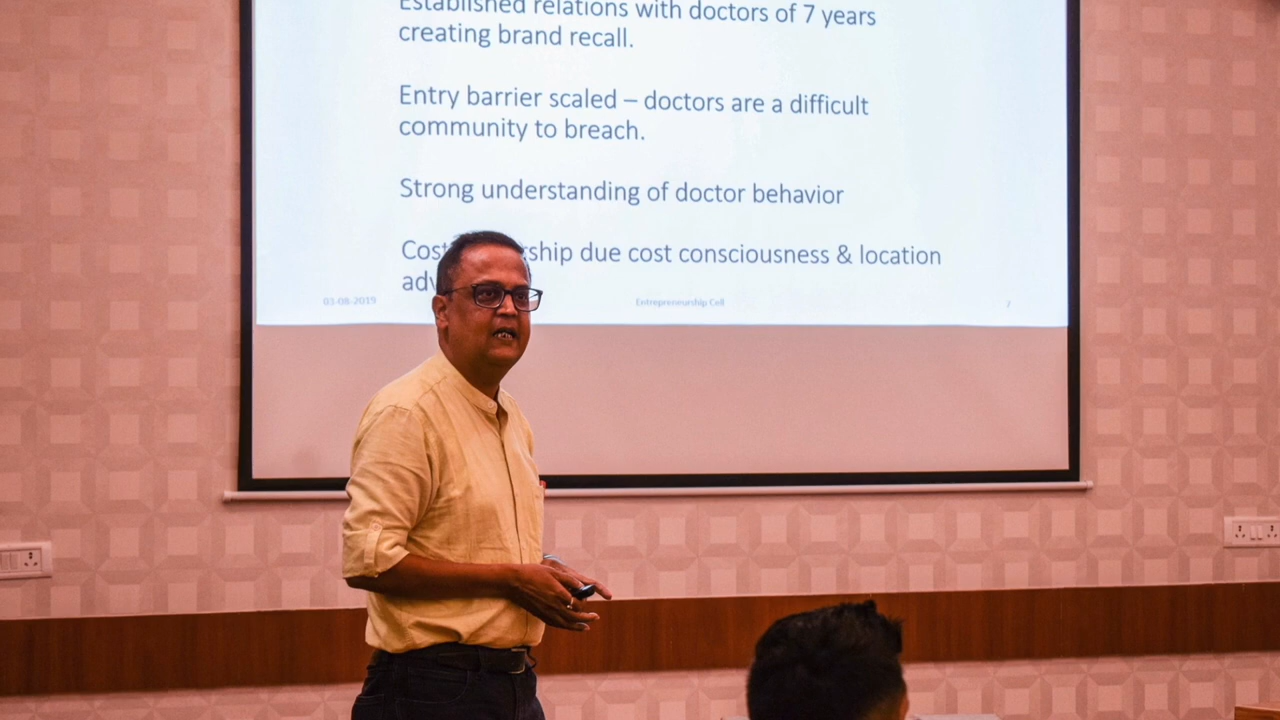 Established relations with doctors of 7 years
creating brand recall.
Entry barrier scaled – doctors are a difficult
community to breach.
Strong understanding of doctor behavior
due cost consciousness & location
03-08-2019
Entrepreneurship Cell
7